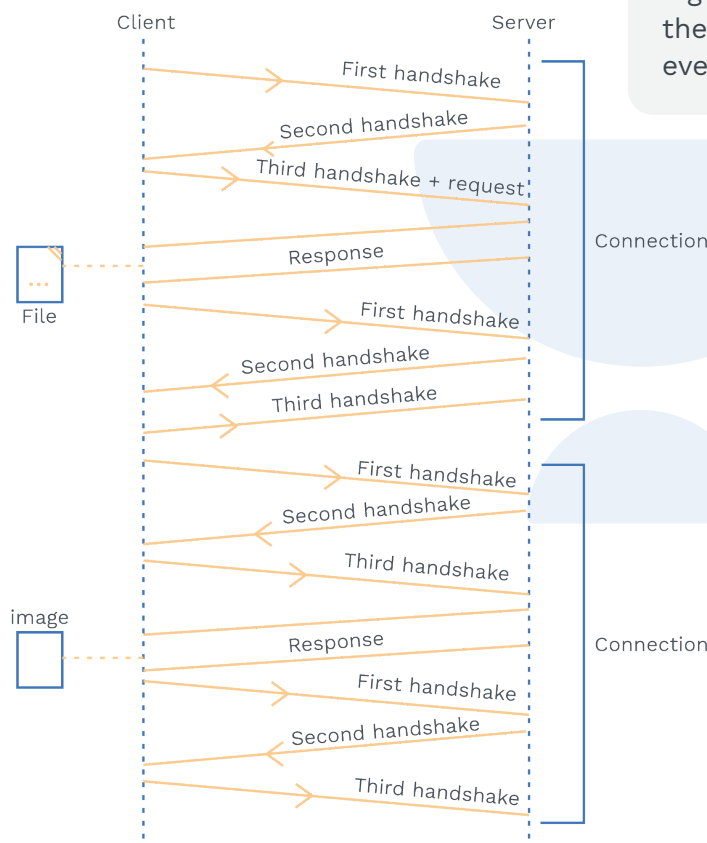 Client
Server
the
eve
First handshake
Second handshake
Third handshake + request
Connection
Response
File
First handshake
Second handshake
Third handshake
First handshake
Second handshake
Third handshake
image
Response
Connection
First handshake
Second handshake
Third handshake